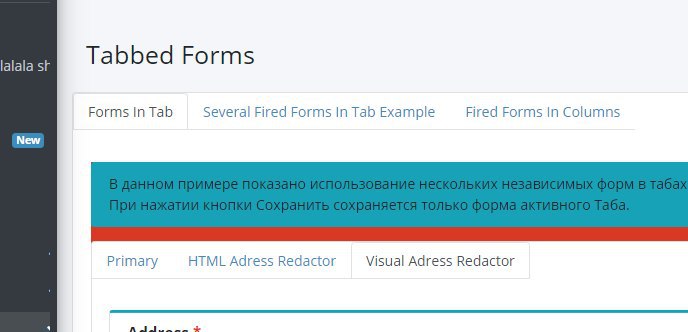 Tabbed Forms
lalala sh
Forms In Tab Several Fired Forms In Tab Example Fired Forms In Columns
New
В данном примере показано использование нескольких независимых форм в табах
При нажатии кнопки Сохранить сохраняется только форма активного Таба.
Primary HTML Adress Redactor Visual Adress Redactor
Address *